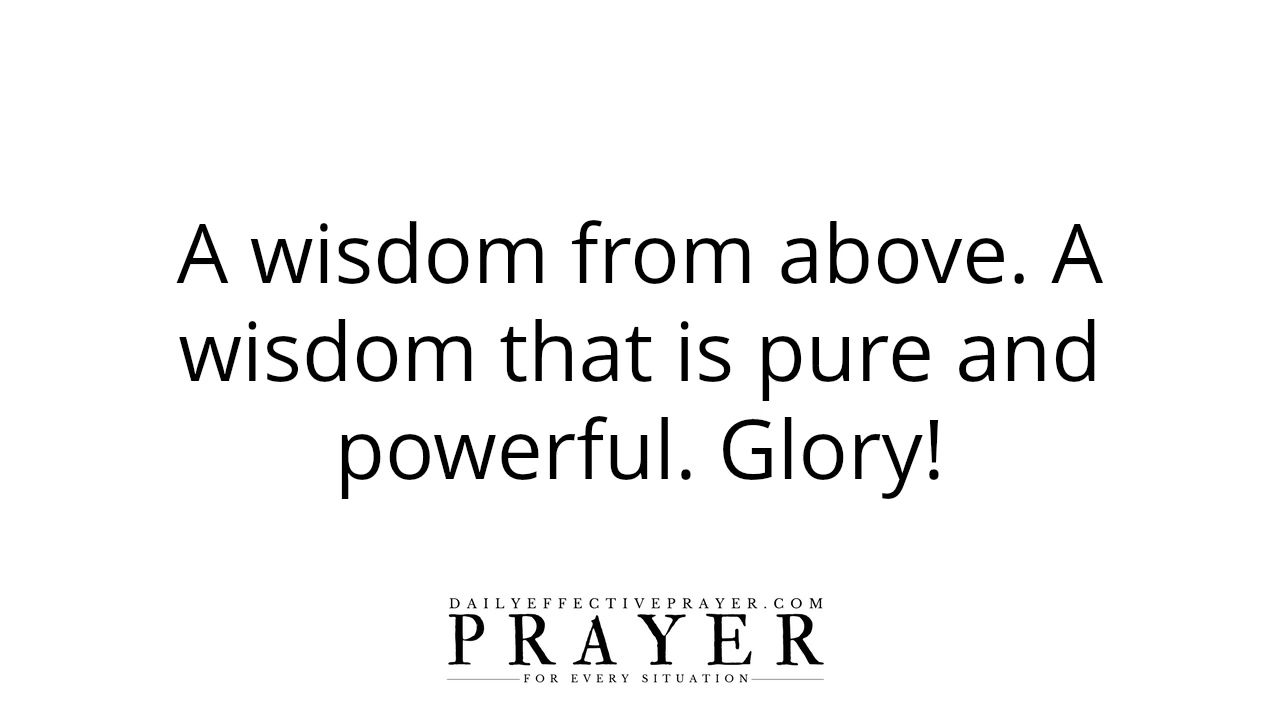 A wisdom from above. A
wisdom that is pure and
powerful. Glory!
DAILYEFFECTIVEPRAYER.COM
PRAYER
FOR EVERY SITUATION